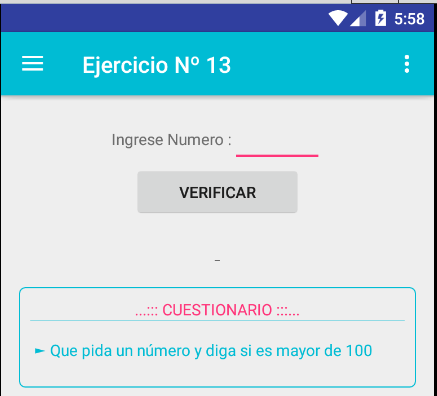 5:58
Ejercicio Nº 13
Ingrese Numero :
VERIFICAR
-
...::: CUESTIONARIO :::...
► Que pida un número y diga si es mayor de 100